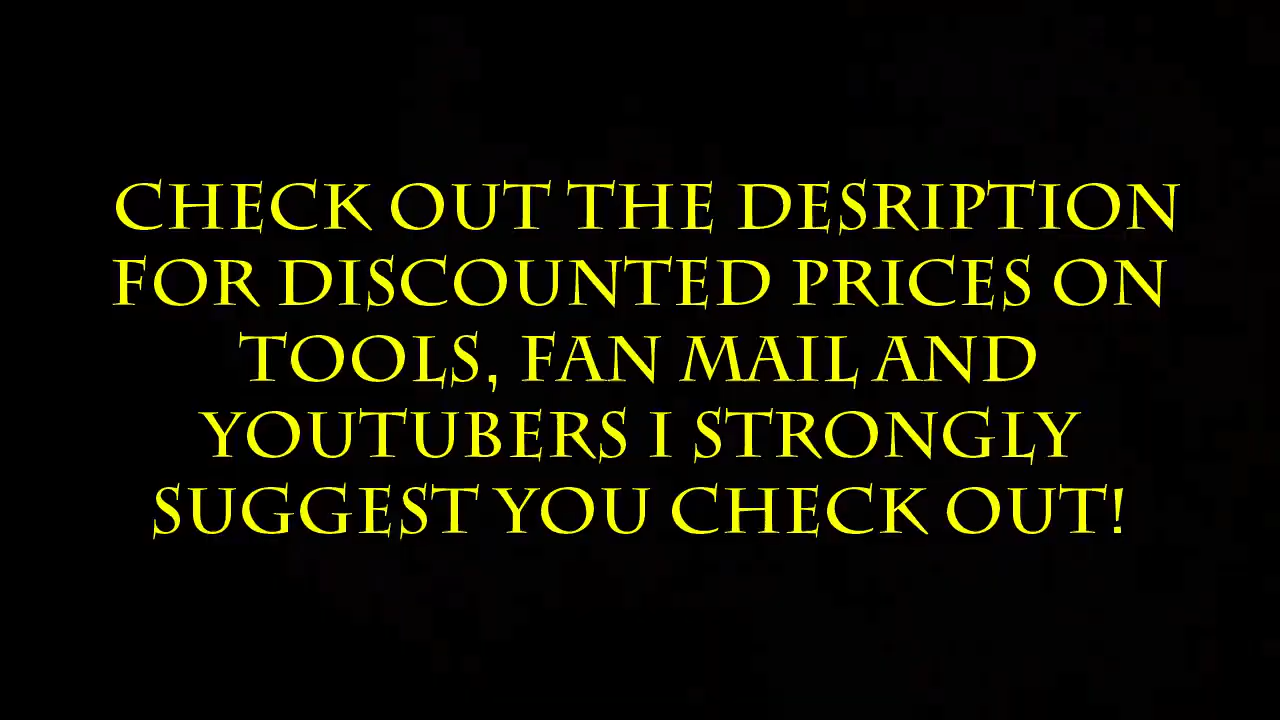 CHECK OUT THE DESRIPTION
FOR DISCOUNTED PRICES ON
TOOLS, FAN MAIL AND
YOUTUBERS I STRONGLY
SUGGEST YOU CHECK OUT!